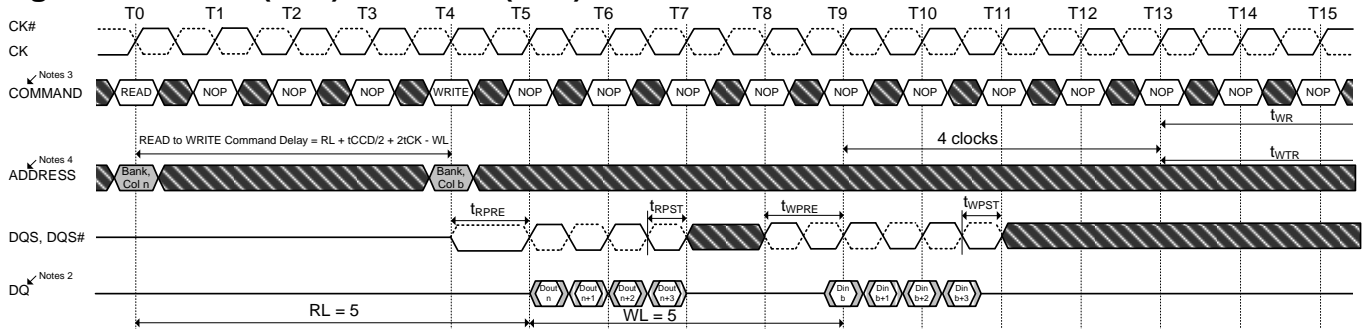 T0 T1 T2 T3 T4 T5 T6 T7 T8 T9 T10 T11 T12 T13 T14 T15
CK#
CK
Notes 3
COMMAND READ NOP NOP NOP WRITE NOP NOP NOP NOP NOP NOP NOP NOP NOP NOP NOP
tWR
READ to WRITE Command Delay = RL + tCCD/2 + 2tCK - WL
4 clocks
tWTR
Notes 4
ADDRESS
Bank, Col n
Bank, Col b
tRPRE tRPST tWPRE tWPST
DQS, DQS#
Notes 2
DQ
Dout n
Dout n+1
Dout n+2
Dout n+3
Din b
Din b+1
Din b+2
Din b+3
RL = 5 WL = 5